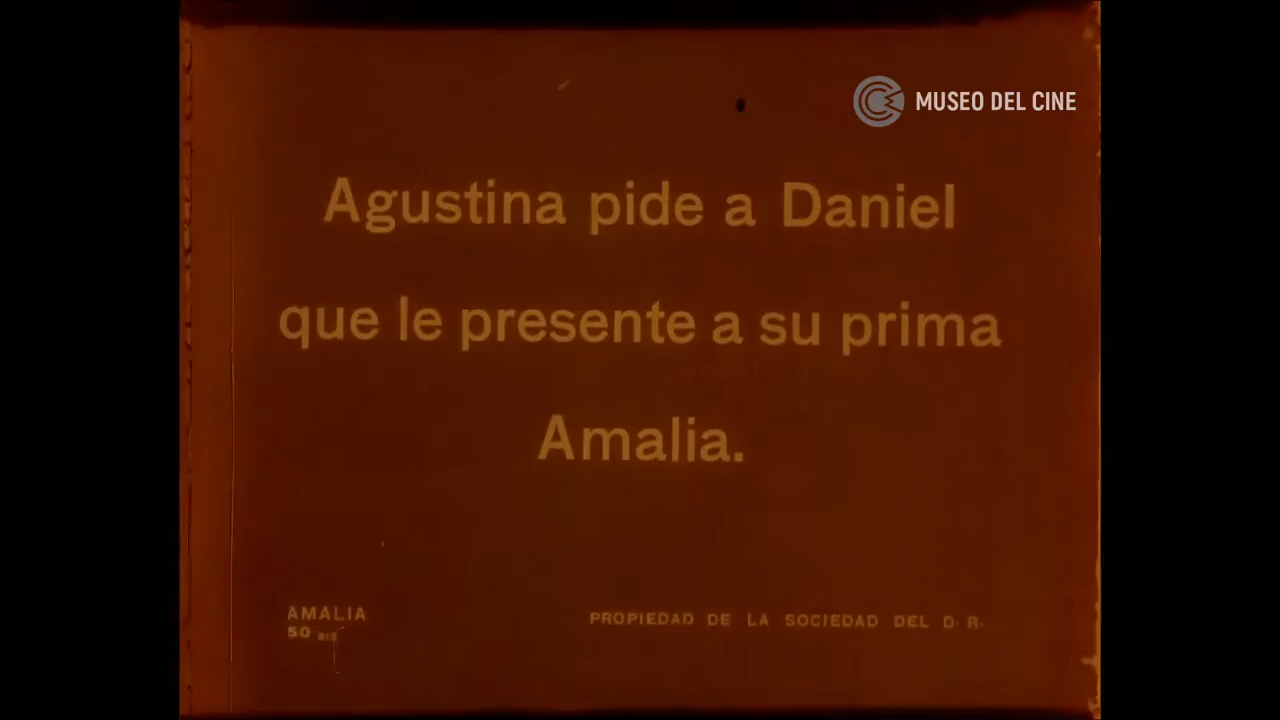 MUSEO DEL CINE
Agustina pide a Daniel
que le presente a su prima
Amalia.
AMALIA
50 BIS
PROPIEDAD DE LA SOCIEDAD DEL D. R.